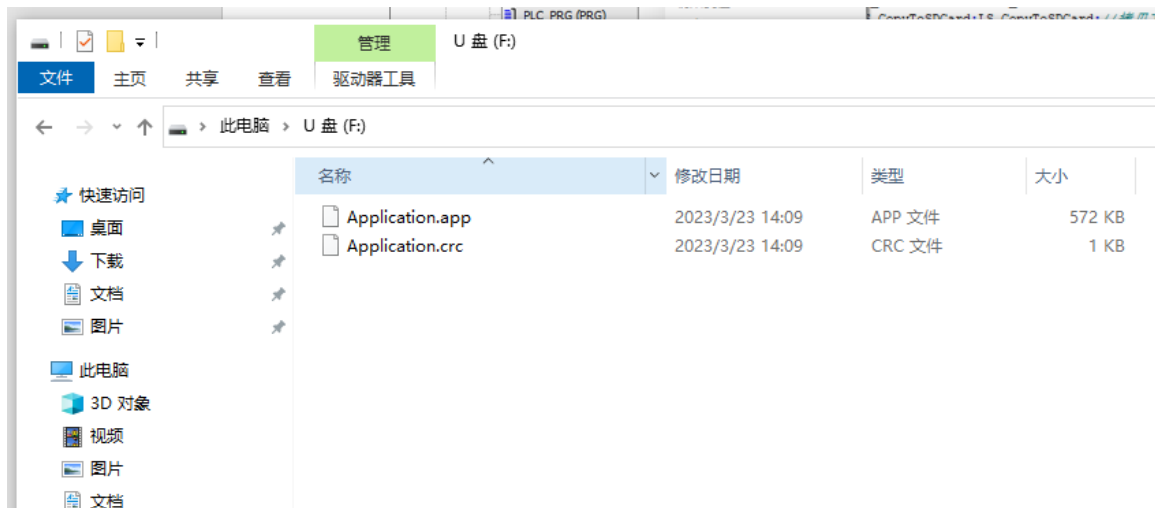 PLC_PRG (PRG)
管理
U 盘 (F:)
文件
主页
共享
查看
驱动器工具
此电脑 › U 盘 (F:)
名称
修改日期
类型
大小
快速访问
桌面
下载
文档
图片
此电脑
3D 对象
视频
图片
文档
Application.app 2023/3/23 14:09 APP 文件 572 KB
Application.crc 2023/3/23 14:09 CRC 文件 1 KB